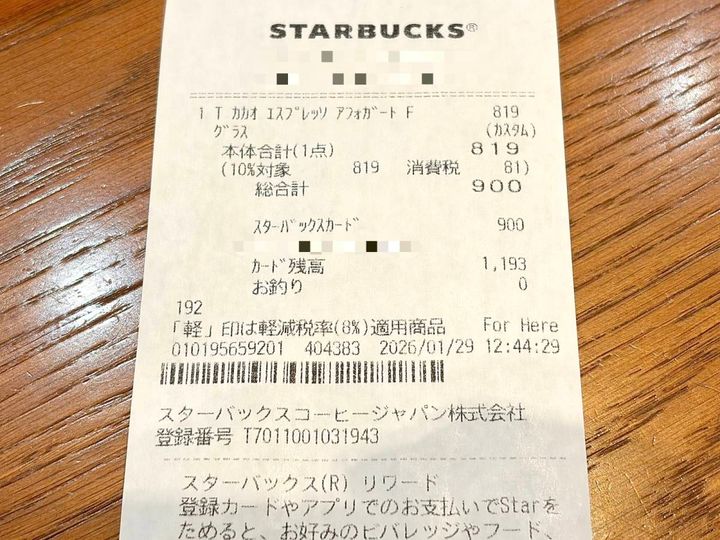 STARBUCKS®
1 T ｶｶｵ ｴｽﾌﾟﾚｯｿ ｱﾌｫｶﾞｰﾄ F 819
ｸﾞﾗｽ (ｶｽﾀﾑ)
本体合計(1点) 819
(10%対象 819 消費税 81)
総合計 900
ｽﾀｰﾊﾞｯｸｽｶｰﾄﾞ 900
ｶｰﾄﾞ残高 1,193
お釣り 0
192
「軽」印は軽減税率(8%)適用商品 For Here
010195659201 404383 2026/01/29 12:44:29
スターバックスコーヒージャパン株式会社
登録番号 T7011001031943
スターバックス(R) リワード
登録カードやアプリでのお支払いでStarを
ためると、お好みのビバレッジやフード、